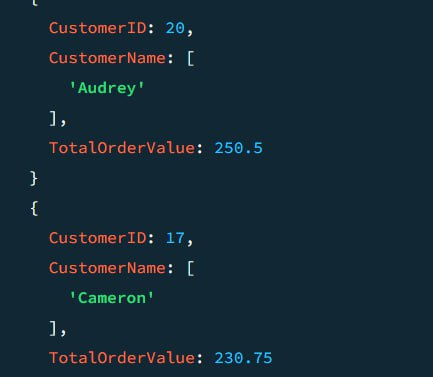 {
CustomerID: 20,
CustomerName: [
'Audrey'
],
TotalOrderValue: 250.5
}
{
CustomerID: 17,
CustomerName: [
'Cameron'
],
TotalOrderValue: 230.75